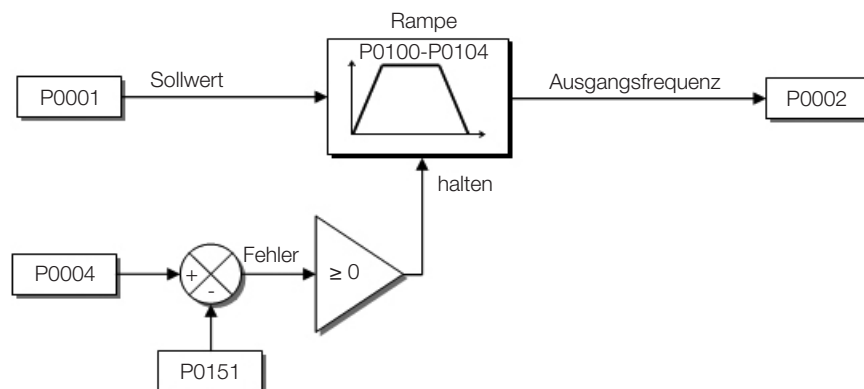 Rampe
P0100-P0104
P0001
Sollwert
Ausgangsfrequenz
P0002
halten
P0004
+
-
Fehler
≥ 0
P0151